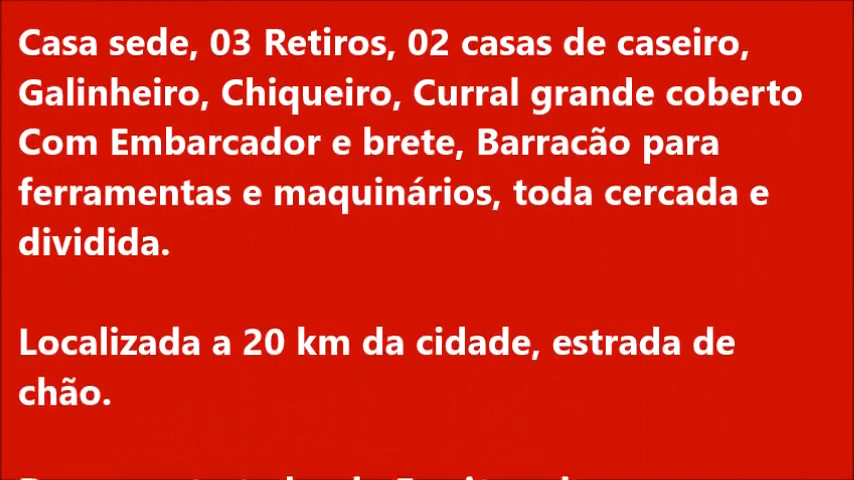 Casa sede, 03 Retiros, 02 casas de caseiro,
Galinheiro, Chiqueiro, Curral grande coberto
Com Embarcador e brete, Barracão para
ferramentas e maquinários, toda cercada e
dividida.
Localizada a 20 km da cidade, estrada de
chão.